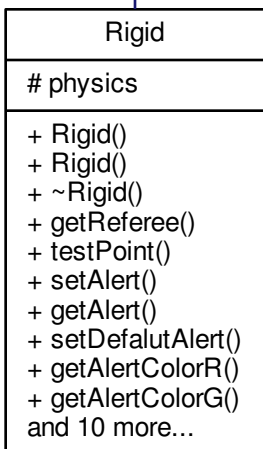 Rigid
# physics
+ Rigid()
+ Rigid()
+ ~Rigid()
+ getReferee()
+ testPoint()
+ setAlert()
+ getAlert()
+ setDefalutAlert()
+ getAlertColorR()
+ getAlertColorG()
and 10 more...